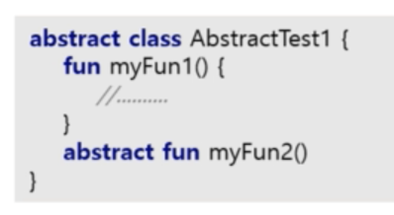 abstract class AbstractTest1 {
fun myFun1() {
//..........
}
abstract fun myFun2()
}